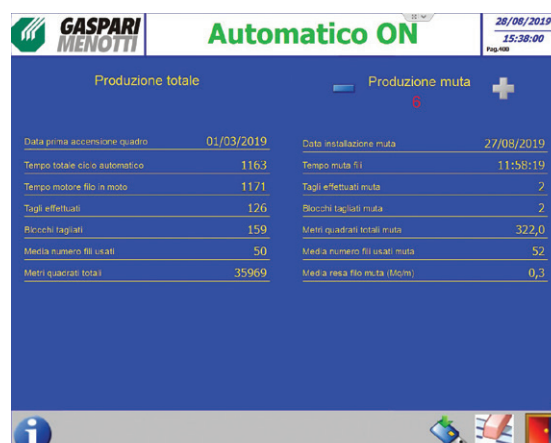 GASPARI
MENOTTI
Automatico ON
28/08/2019
15:38:00
Pag.400
Produzione totale
Produzione muta
6
Data prima accensione quadro 01/03/2019
Tempo totale ciclo automatico 1163
Tempo motore filo in moto 1171
Tagli effettuati 126
Blocchi tagliati 159
Media numero fili usati 50
Metri quadrati totali 35969
Data installazione muta 27/08/2019
Tempo muta fili 11:58:19
Tagli effettuati muta 2
Blocchi tagliati muta 2
Metri quadrati totali muta 322,0
Media numero fili usati muta 52
Media resa filo muta (Mq/m) 0,3